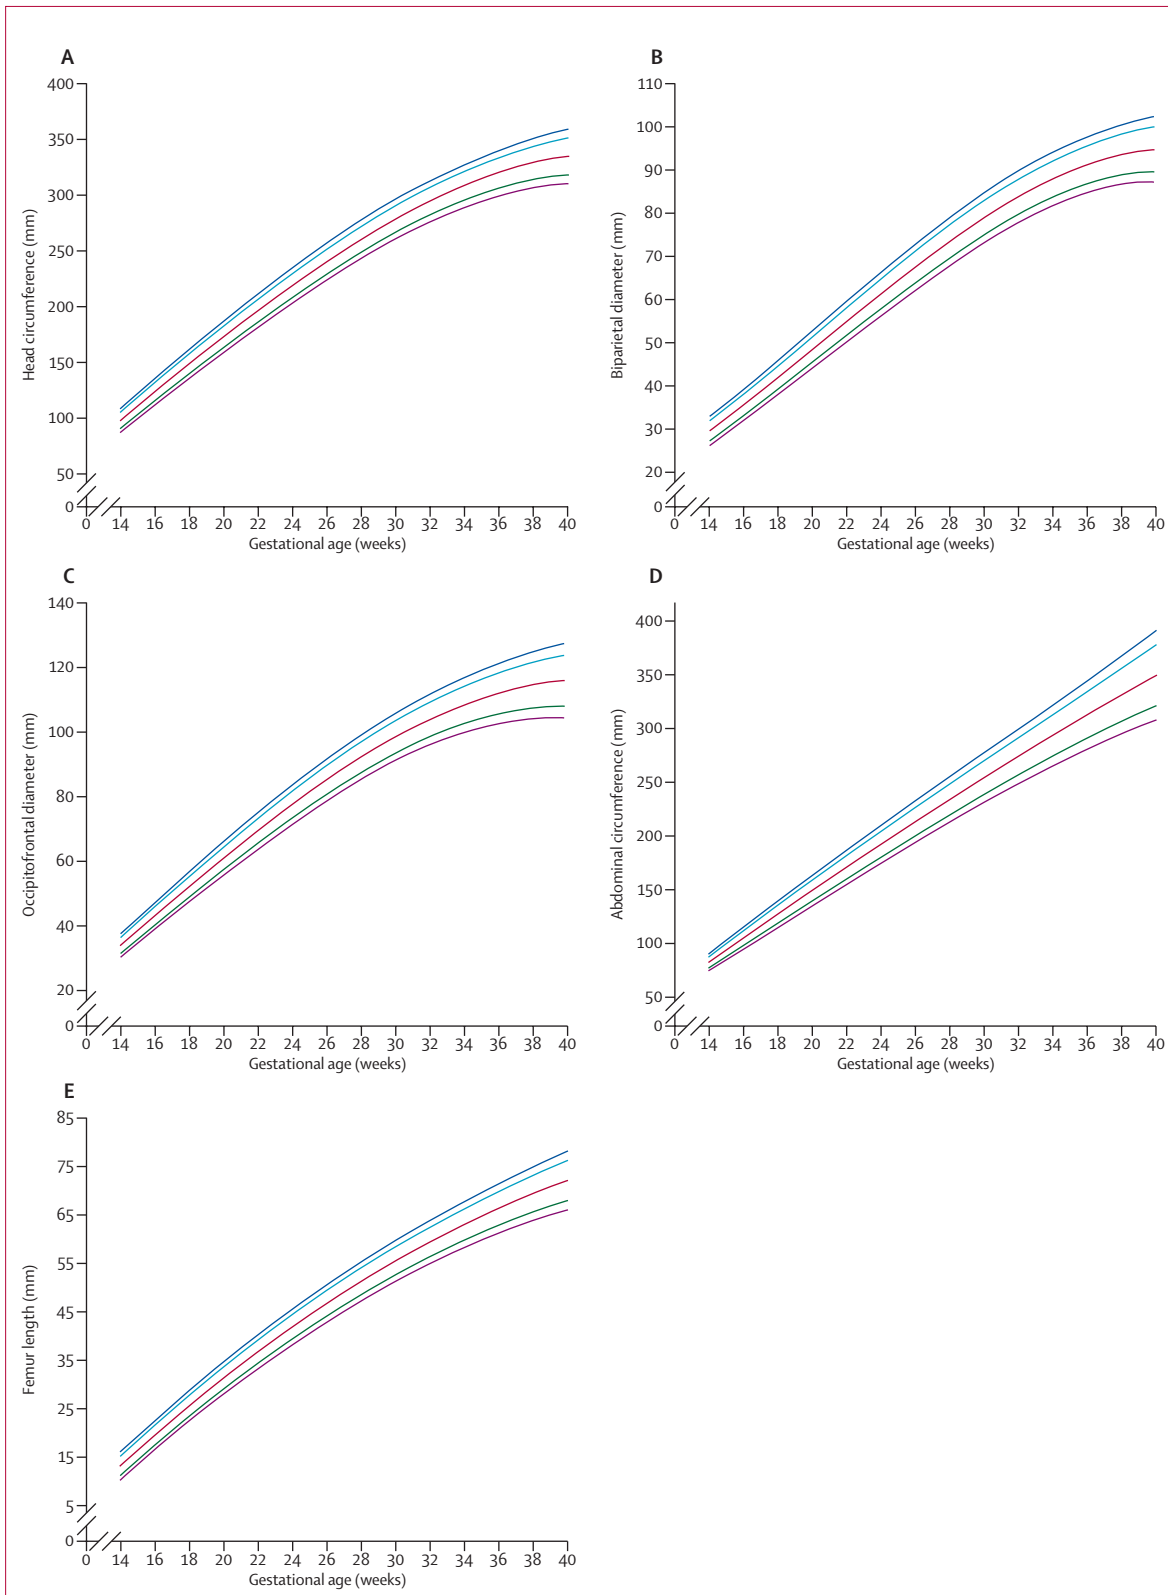 A
400
350
300
250
200
150
100
50
0
Head circumference (mm)
0 14 16 18 20 22 24 26 28 30 32 34 36 38 40
Gestational age (weeks)
B
110
100
90
80
70
60
50
40
30
20
0
Biparietal diameter (mm)
0 14 16 18 20 22 24 26 28 30 32 34 36 38 40
Gestational age (weeks)
C
140
120
100
80
60
40
20
0
Occipitofrontal diameter (mm)
0 14 16 18 20 22 24 26 28 30 32 34 36 38 40
Gestational age (weeks)
D
400
350
300
250
200
150
100
50
0
Abdominal circumference (mm)
0 14 16 18 20 22 24 26 28 30 32 34 36 38 40
Gestational age (weeks)
E
85
75
65
55
45
35
25
15
5
0
Femur length (mm)
0 14 16 18 20 22 24 26 28 30 32 34 36 38 40
Gestational age (weeks)